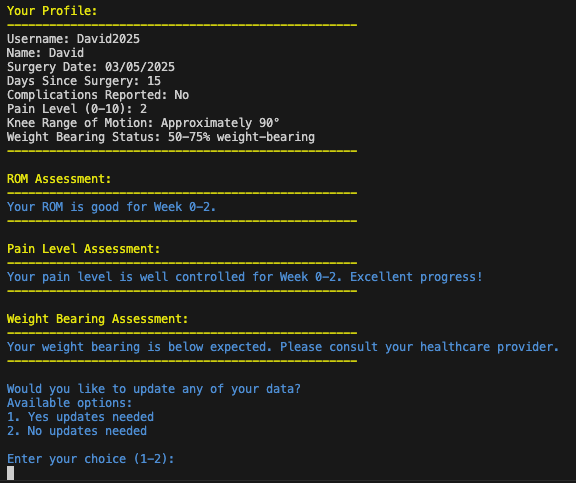 Your Profile:
--------------------------------------------------
Username: David2025
Name: David
Surgery Date: 03/05/2025
Days Since Surgery: 15
Complications Reported: No
Pain Level (0-10): 2
Knee Range of Motion: Approximately 90°
Weight Bearing Status: 50-75% weight-bearing
--------------------------------------------------
ROM Assessment:
--------------------------------------------------
Your ROM is good for Week 0-2.
--------------------------------------------------
Pain Level Assessment:
--------------------------------------------------
Your pain level is well controlled for Week 0-2. Excellent progress!
--------------------------------------------------
Weight Bearing Assessment:
--------------------------------------------------
Your weight bearing is below expected. Please consult your healthcare provider.
--------------------------------------------------
Would you like to update any of your data?
Available options:
1. Yes updates needed
2. No updates needed
Enter your choice (1-2):